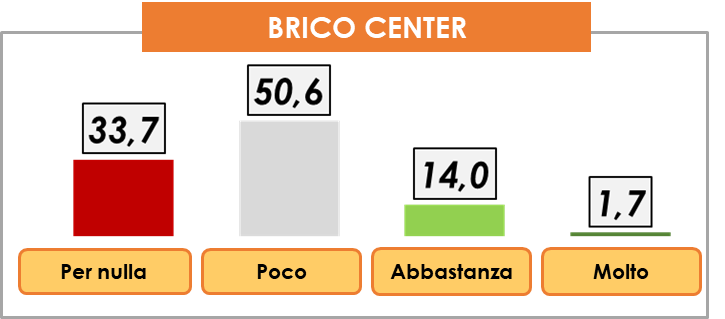 BRICO CENTER
33,7
50,6
14,0
1,7
Per nulla
Poco
Abbastanza
Molto